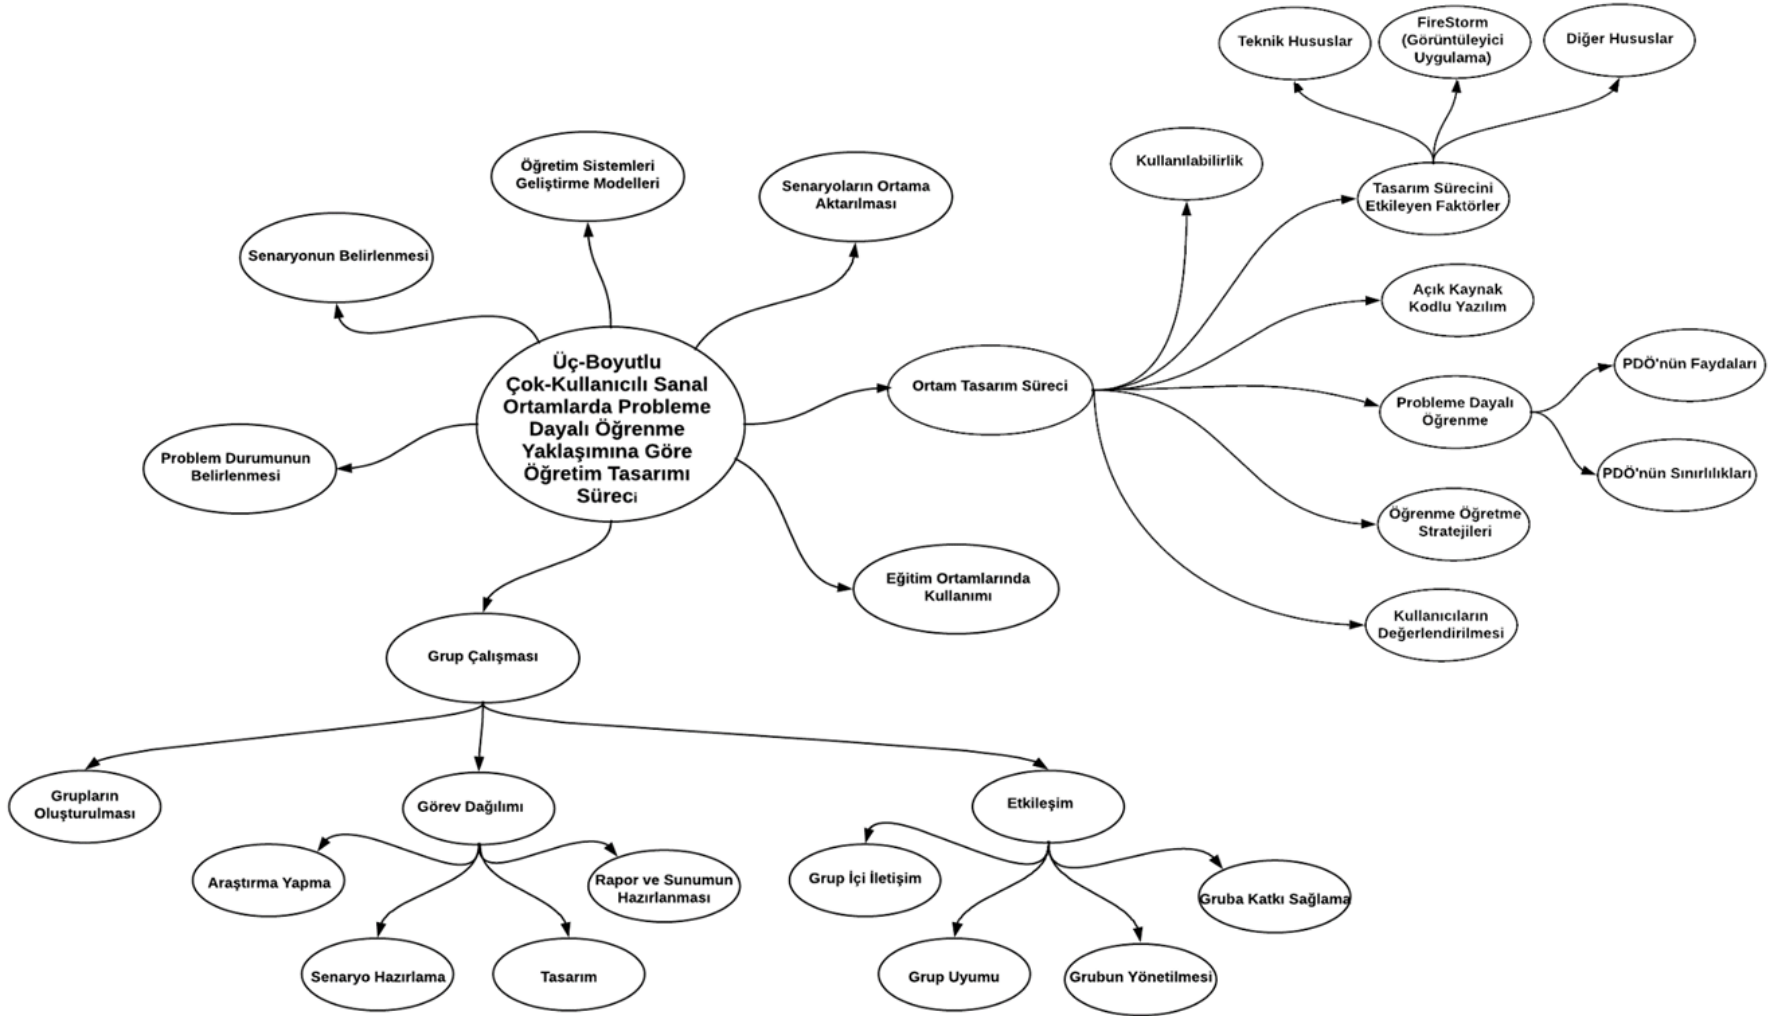 Teknik Hususlar
FireStorm
(Görüntüleyici
Uygulama)
Diğer Hususlar
Kullanılabilirlik
Tasarım Sürecini
Etkileyen Faktörler
Öğretim Sistemleri
Geliştirme Modelleri
Senaryoların Ortama
Aktarılması
Senaryonun Belirlenmesi
Açık Kaynak
Kodlu Yazılım
Üç-Boyutlu
Çok-Kullanıcılı Sanal
Ortamlarda Probleme
Dayalı Öğrenme
Yaklaşımına Göre
Öğretim Tasarımı
Süreci
Ortam Tasarım Süreci
PDÖ'nün Faydaları
Probleme Dayalı
Öğrenme
PDÖ'nün Sınırlılıkları
Problem Durumunun
Belirlenmesi
Öğrenme Öğretme
Stratejileri
Eğitim Ortamlarında
Kullanımı
Kullanıcıların
Değerlendirilmesi
Grup Çalışması
Grupların
Oluşturulması
Görev Dağılımı
Etkileşim
Araştırma Yapma
Rapor ve Sunumun
Hazırlanması
Grup İçi İletişim
Gruba Katkı Sağlama
Senaryo Hazırlama
Tasarım
Grup Uyumu
Grubun Yönetilmesi